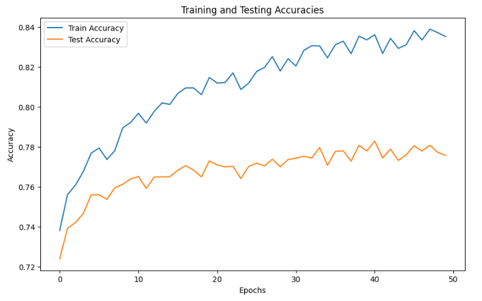 Training and Testing Accuracies
Train Accuracy
Test Accuracy
0.84
0.82
0.80
0.78
0.76
0.74
0.72
Accuracy
0
10
20
30
40
50
Epochs